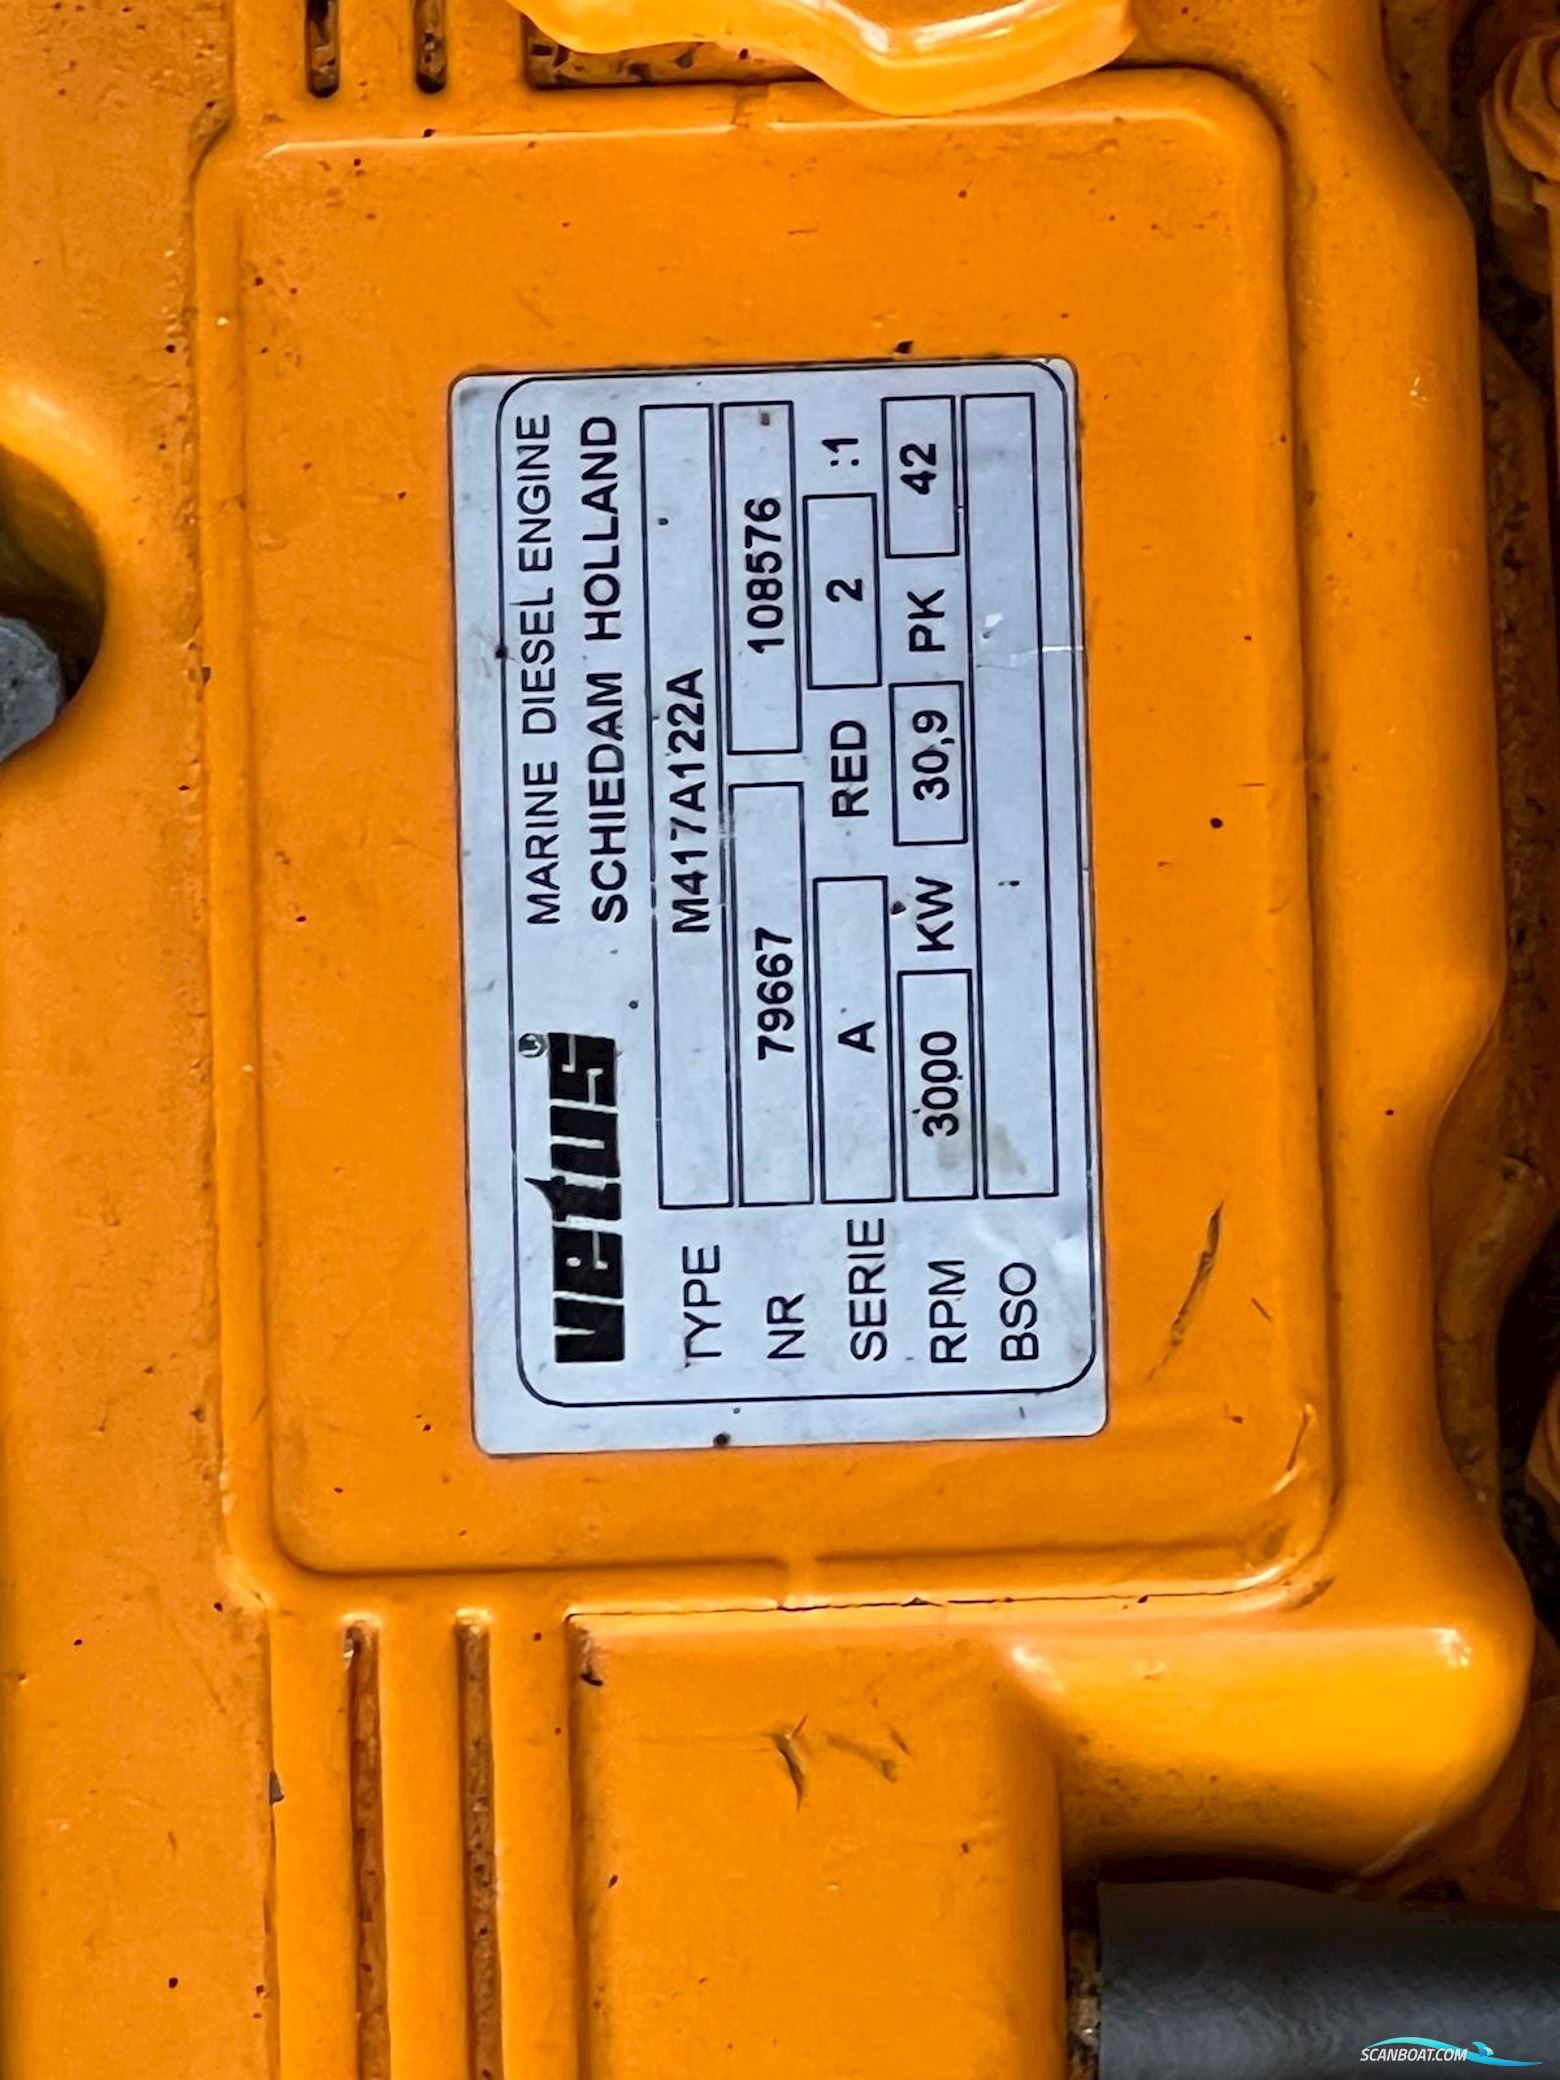 vetus® MARINE DIESEL ENGINE
SCHIEDAM HOLLAND
TYPE M417A122A
NR 79667 108576
SERIE A RED 2 :1
RPM 3000 KW 30,9 PK 42
BSO
SCANBOAT.COM